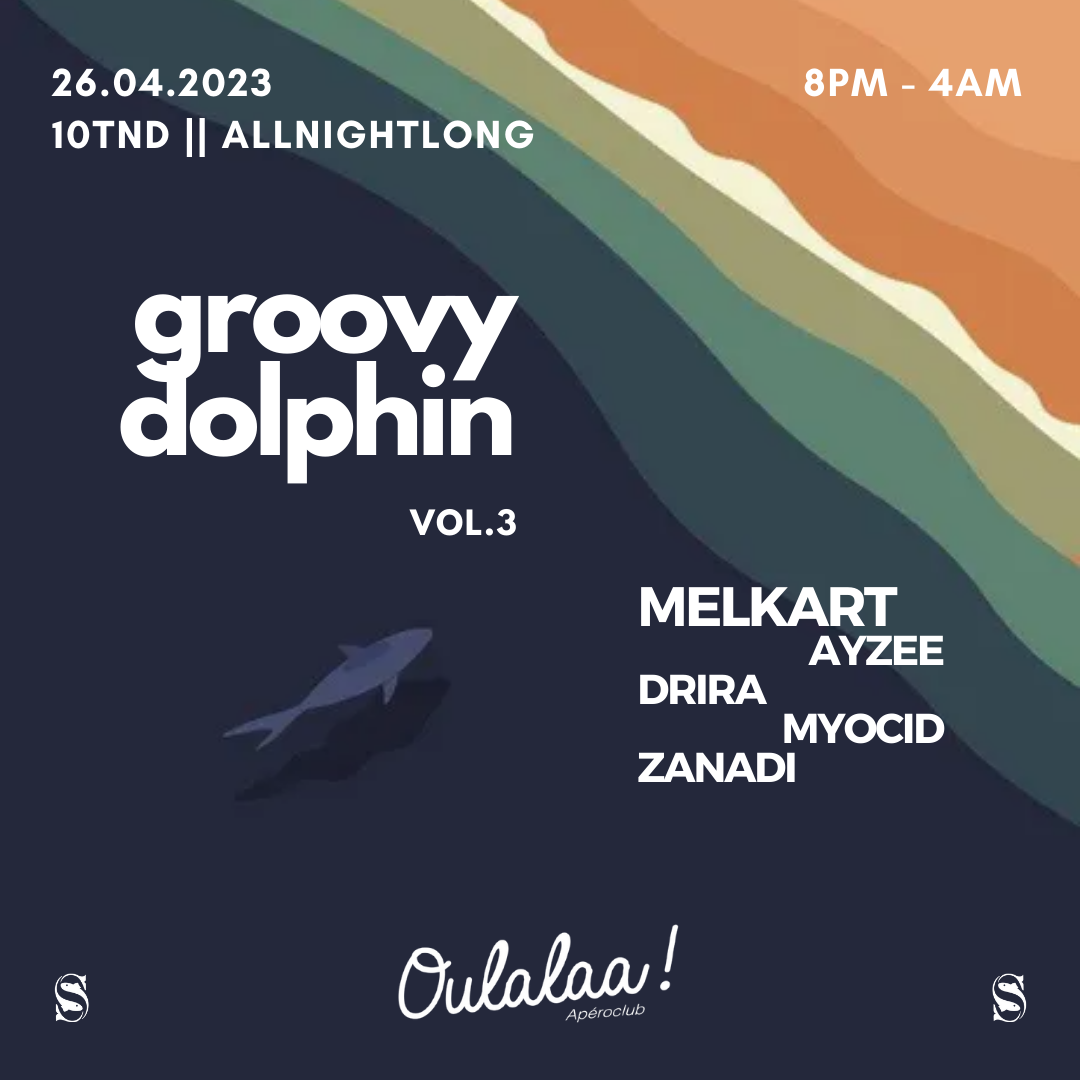 26.04.2023
8PM - 4AM
10TND || ALLNIGHTLONG
groovy
dolphin
VOL.3
MELKART
AYZEE
DRIRA
MYOCID
ZANADI
Oulalaa !
Apéroclub
S
S